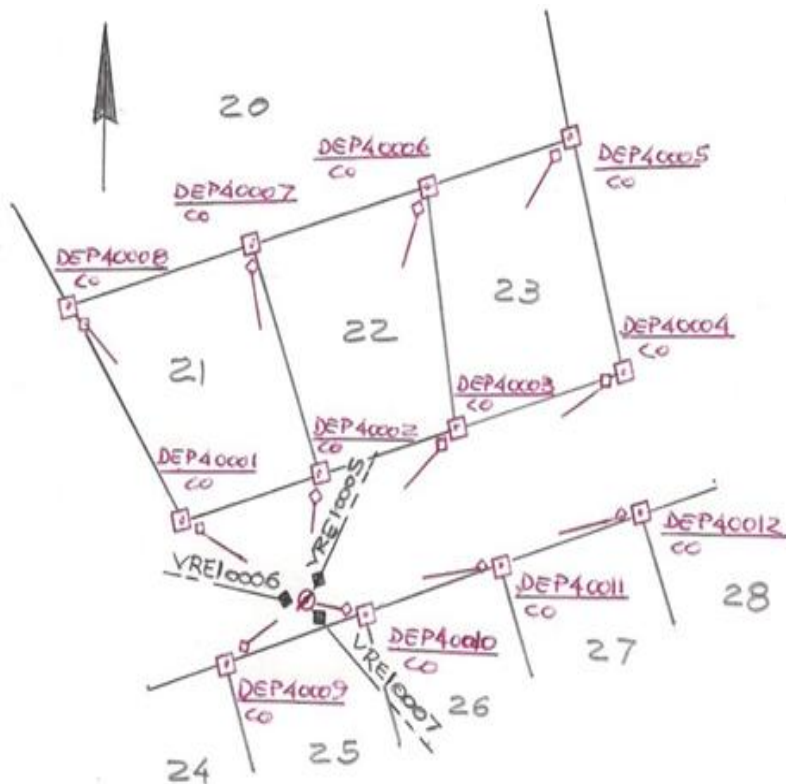 20
DEP40006
CO
DEP40005
CO
DEP40007
CO
DEP40008
CO
23
22
DEP40004
CO
21
DEP40003
CO
DEP40002
CO
DEP40001
CO
VRE10005
VRE10006
DEP40012
CO
DEP40011
CO
28
DEP40010
CO
27
VRE10007
26
DEP40009
CO
25
24